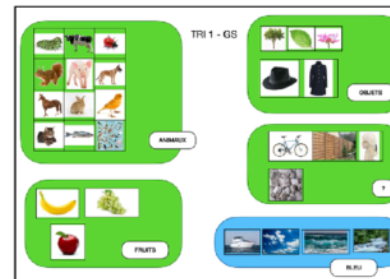 TRI 1 - GS
ANIMAUX
OBJETS
?
FRUITS
BLEU